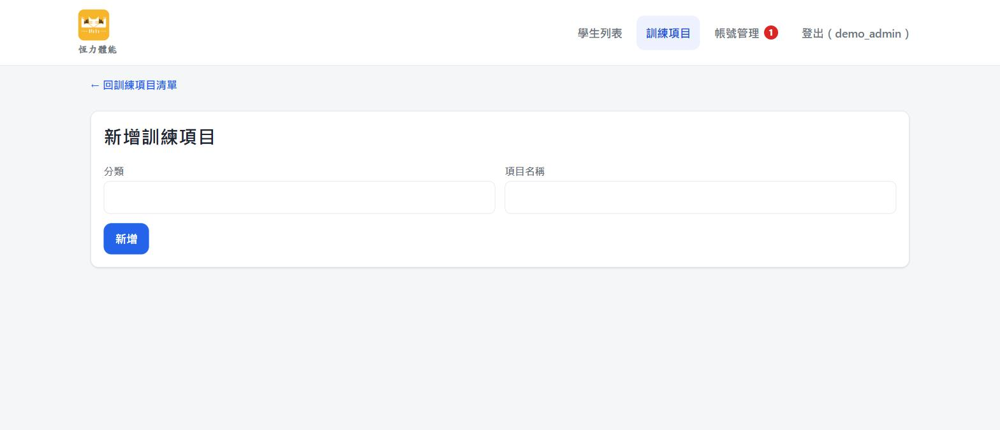 恆力體能
學生列表
訓練項目
帳號管理 1
登出 ( demo_admin )
← 回訓練項目清單
新增訓練項目
分類
項目名稱
新增